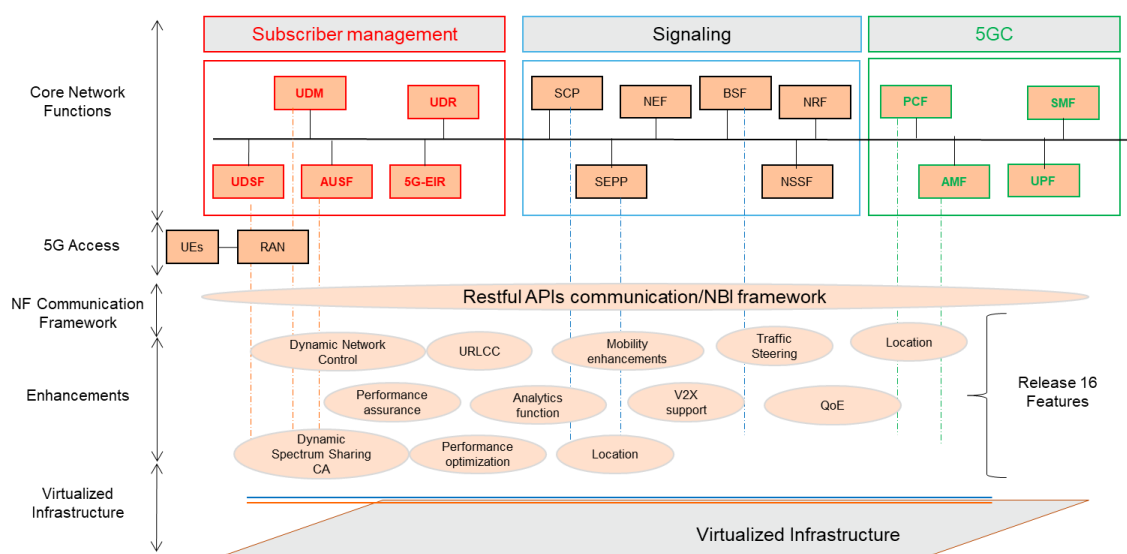 Subscriber management
Signaling
5GC
Core Network
Functions
UDM
UDR
SCP
NEF
BSF
NRF
PCF
SMF
UDSF
AUSF
5G-EIR
SEPP
NSSF
AMF
UPF
5G Access
UEs
RAN
NF Communication
Framework
Restful APIs communication/NBI framework
Enhancements
Dynamic Network
Control
URLCC
Mobility
enhancements
Traffic
Steering
Location
Performance
assurance
Analytics
function
V2X
support
QoE
Release 16
Features
Dynamic
Spectrum Sharing
CA
Performance
optimization
Location
Virtualized
Infrastructure
Virtualized Infrastructure